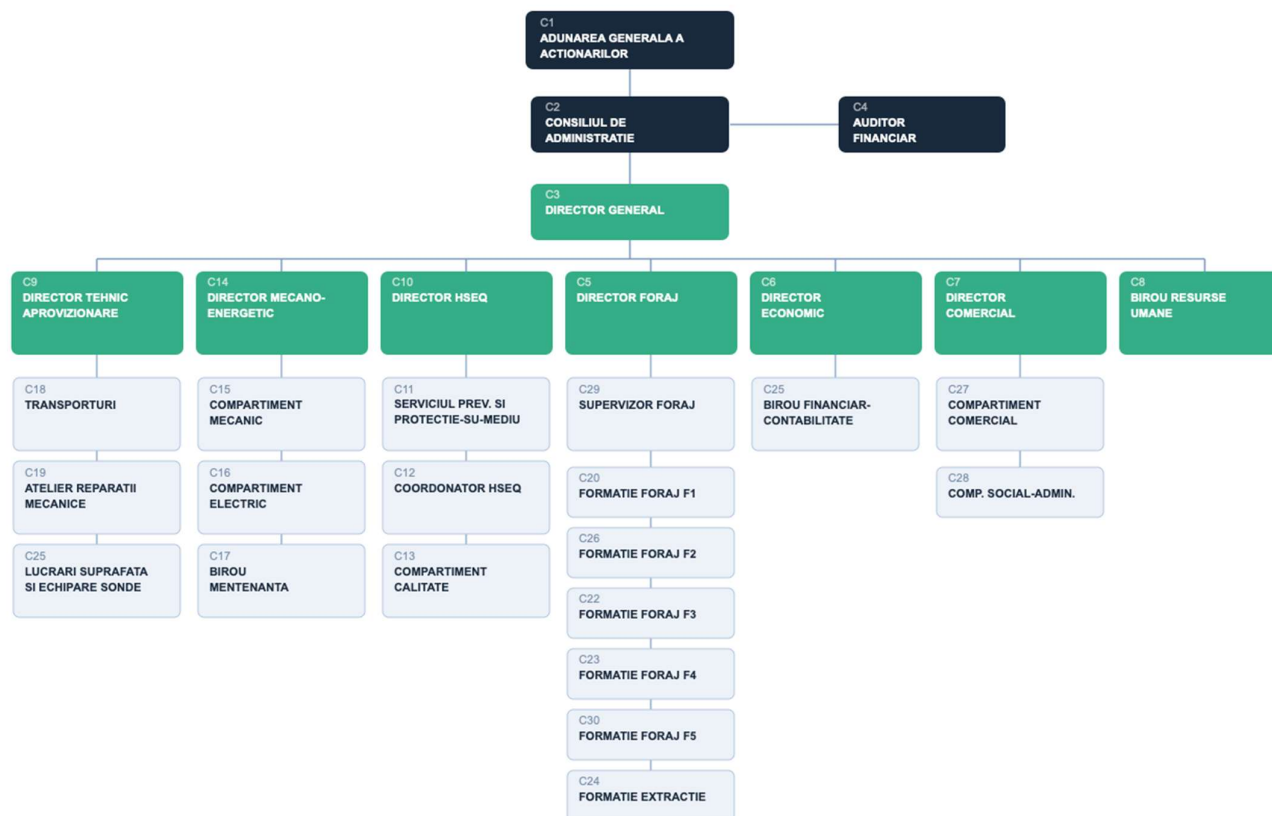 C1
ADUNAREA GENERALA A
ACTIONARILOR
C2
CONSILIUL DE
ADMINISTRATIE
C4
AUDITOR
FINANCIAR
C3
DIRECTOR GENERAL
C9
DIRECTOR TEHNIC
APROVIZIONARE
C14
DIRECTOR MECANO-
ENERGETIC
C10
DIRECTOR HSEQ
C5
DIRECTOR FORAJ
C6
DIRECTOR
ECONOMIC
C7
DIRECTOR
COMERCIAL
C8
BIROU RESURSE
UMANE
C18
TRANSPORTURI
C19
ATELIER REPARATII
MECANICE
C25
LUCRARI SUPRAFATA
SI ECHIPARE SONDE
C15
COMPARTIMENT
MECANIC
C16
COMPARTIMENT
ELECTRIC
C17
BIROU
MENTENANTA
C11
SERVICIUL PREV. SI
PROTECTIE-SU-MEDIU
C12
COORDONATOR HSEQ
C13
COMPARTIMENT
CALITATE
C29
SUPERVIZOR FORAJ
C20
FORMATIE FORAJ F1
C26
FORMATIE FORAJ F2
C22
FORMATIE FORAJ F3
C23
FORMATIE FORAJ F4
C30
FORMATIE FORAJ F5
C24
FORMATIE EXTRACTIE
C25
BIROU FINANCIAR-
CONTABILITATE
C27
COMPARTIMENT
COMERCIAL
C28
COMP. SOCIAL-ADMIN.